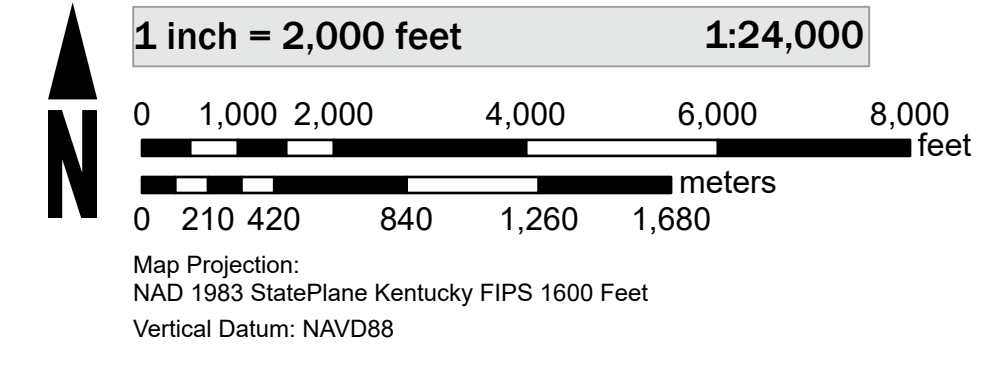 N
1 inch = 2,000 feet 1:24,000
0 1,000 2,000 4,000 6,000 8,000
feet
meters
0 210 420 840 1,260 1,680
Map Projection:
NAD 1983 StatePlane Kentucky FIPS 1600 Feet
Vertical Datum: NAVD88